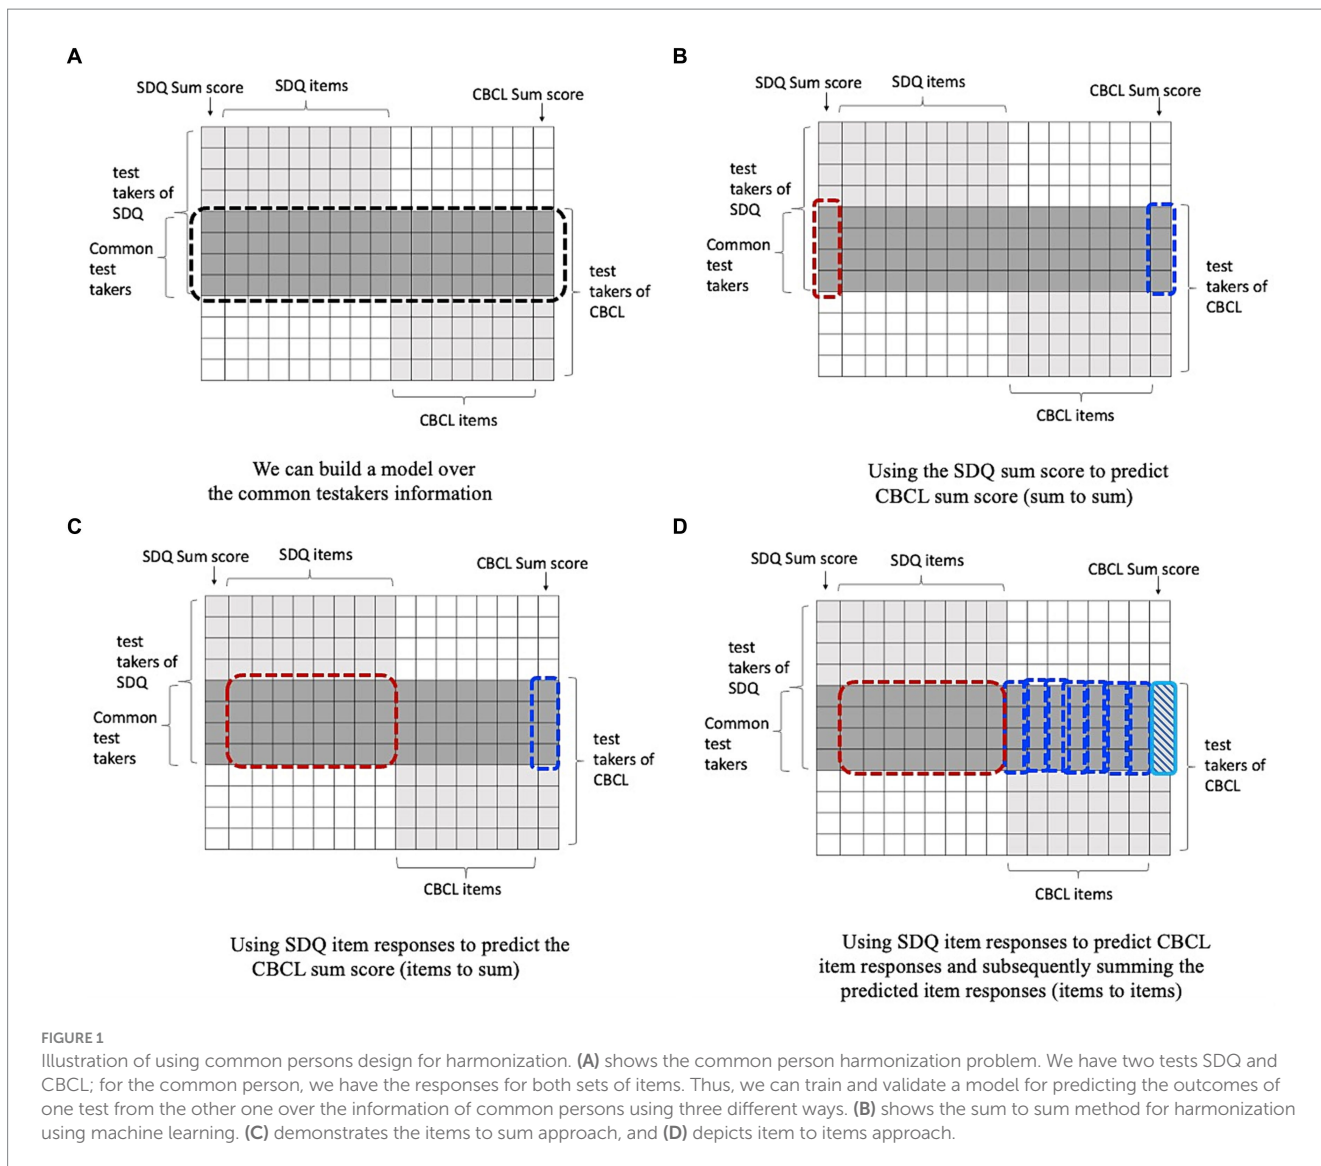 A
SDQ Sum score
SDQ items
CBCL Sum score
test
takers of
SDQ
Common
test
takers
test
takers of
CBCL
CBCL items
We can build a model over
the common testakers information
B
SDQ Sum score
SDQ items
CBCL Sum score
test
takers of
SDQ
Common
test
takers
test
takers of
CBCL
CBCL items
Using the SDQ sum score to predict
CBCL sum score (sum to sum)
C
SDQ Sum score
SDQ items
CBCL Sum score
test
takers of
SDQ
Common
test
takers
test
takers of
CBCL
CBCL items
Using SDQ item responses to predict the
CBCL sum score (items to sum)
D
SDQ Sum score
SDQ items
CBCL Sum score
test
takers of
SDQ
Common
test
takers
test
takers of
CBCL
CBCL items
Using SDQ item responses to predict CBCL
item responses and subsequently summing the
predicted item responses (items to items)
FIGURE 1
Illustration of using common persons design for harmonization. (A) shows the common person harmonization problem. We have two tests SDQ and
CBCL; for the common person, we have the responses for both sets of items. Thus, we can train and validate a model for predicting the outcomes of
one test from the other one over the information of common persons using three different ways. (B) shows the sum to sum method for harmonization
using machine learning. (C) demonstrates the items to sum approach, and (D) depicts item to items approach.